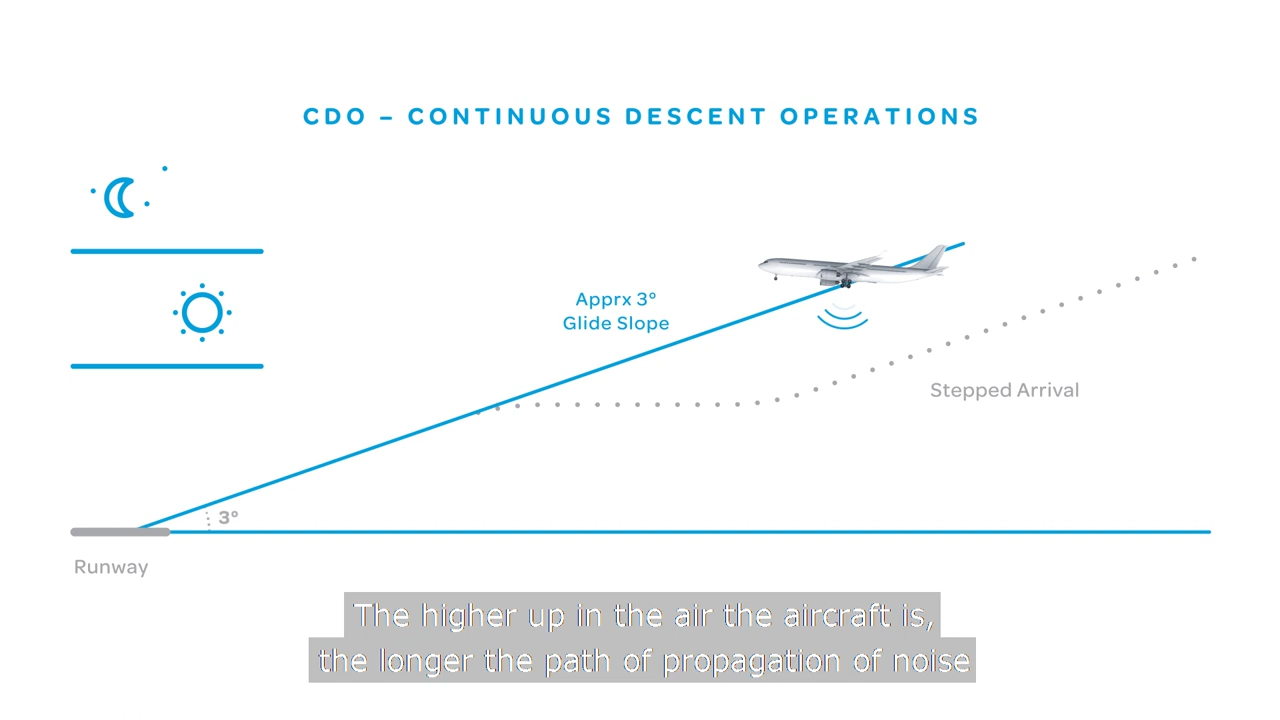 CDO – CONTINUOUS DESCENT OPERATIONS
Apprx 3°
Glide Slope
Stepped Arrival
3°
Runway
The higher up in the air the aircraft is,
the longer the path of propagation of noise